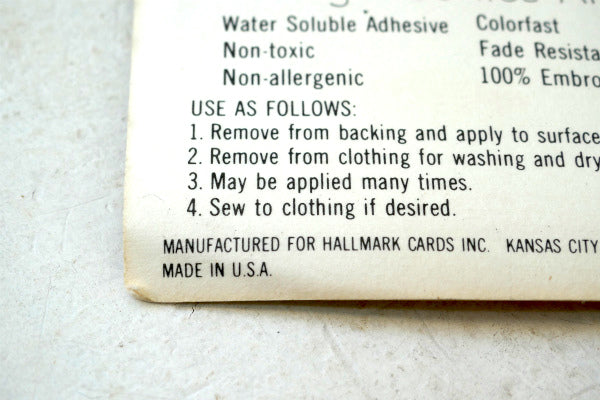 Water Soluble Adhesive Colorfast
Non-toxic Fade Resista
Non-allergenic 100% Embro
USE AS FOLLOWS:
1. Remove from backing and apply to surface
2. Remove from clothing for washing and dry
3. May be applied many times.
4. Sew to clothing if desired.
MANUFACTURED FOR HALLMARK CARDS INC. KANSAS CITY
MADE IN U.S.A.